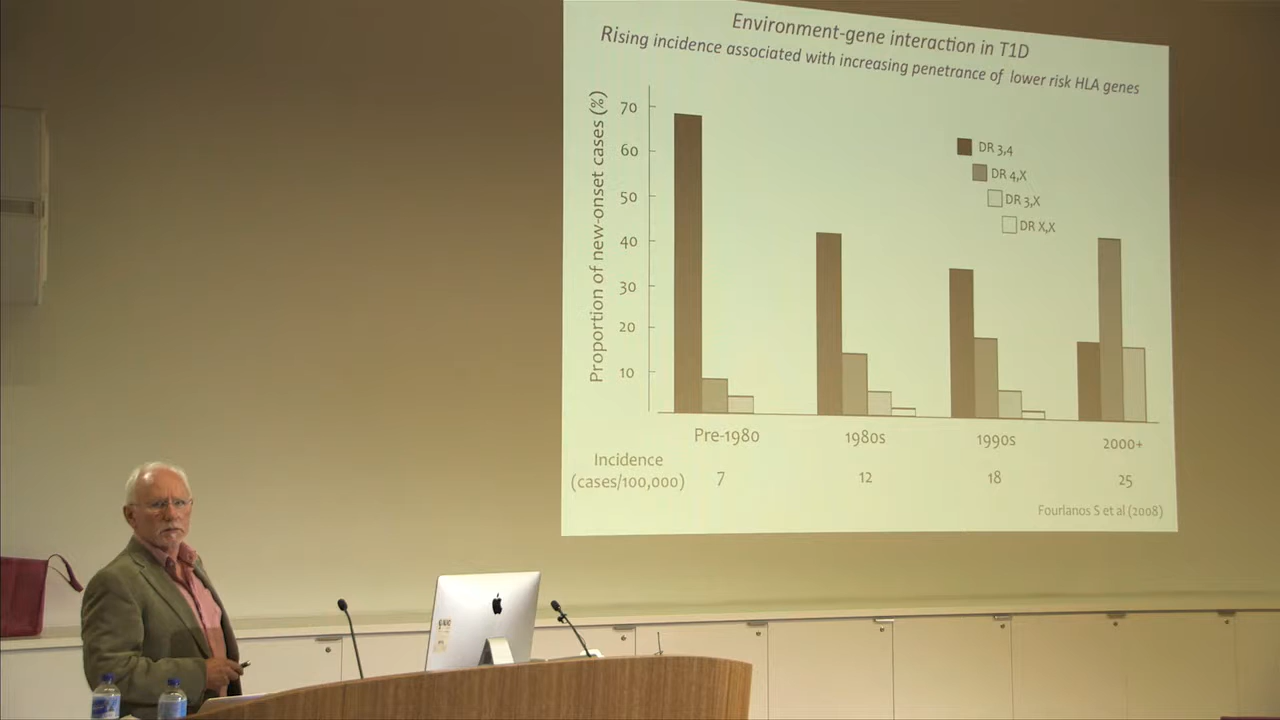 Environment-gene interaction in T1D
Rising incidence associated with increasing penetrance of lower risk HLA genes
Proportion of new-onset cases (%)
70
60
50
40
30
20
10
DR 3,4
DR 4,X
DR 3,X
DR X,X
Pre-1980 1980s 1990s 2000+
Incidence
(cases/100,000) 7 12 18 25
Fourlanos S et al (2008)